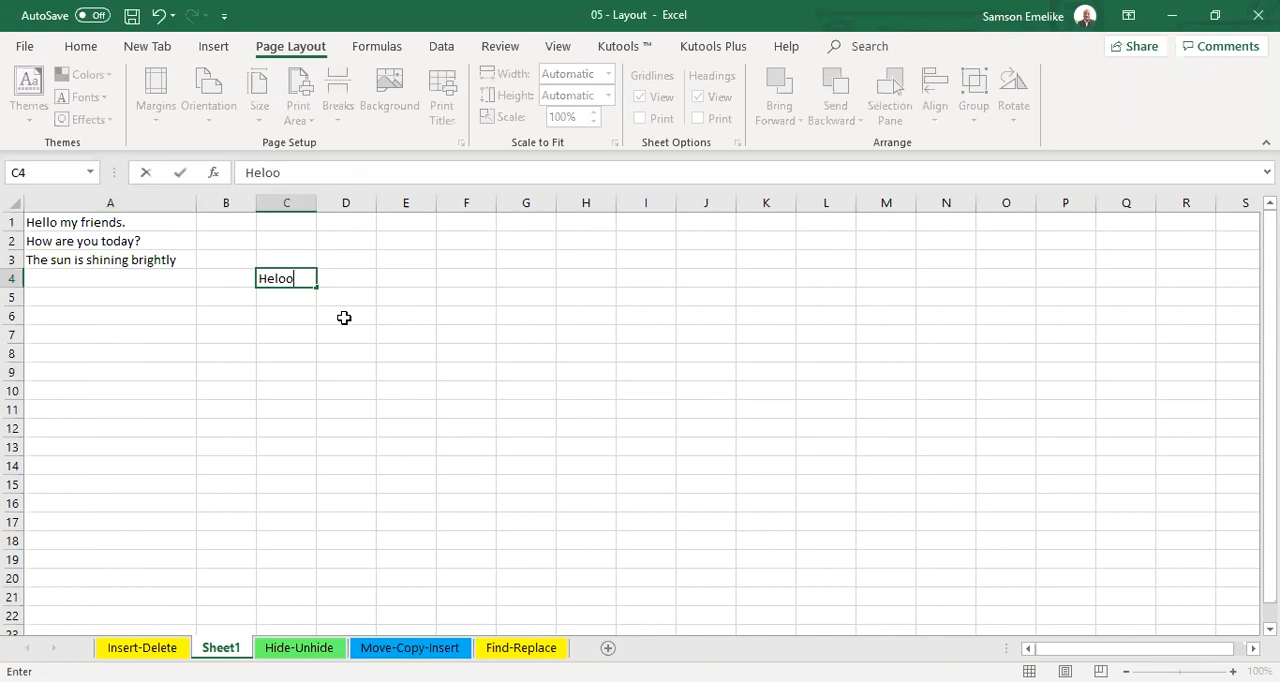 AutoSave Off 05 - Layout - Excel Samson Emelike
File Home New Tab Insert Page Layout Formulas Data Review View Kutools ™ Kutools Plus Help Search Share Comments
Themes Colors Fonts Effects Margins Orientation Size Print Area Breaks Background Print Titles Width: Automatic Height: Automatic Scale: 100% Gridlines View Print Headings View Print Bring Forward Send Backward Selection Pane Align Group Rotate
Themes Page Setup Scale to Fit Sheet Options Arrange
C4 fx Heloo
A B C D E F G H I J K L M N O P Q R S
1 Hello my friends.
2 How are you today?
3 The sun is shining brightly
4 Heloo
5
6
7
8
9
10
11
12
13
14
15
16
17
18
19
20
21
22
23
Insert-Delete Sheet1 Hide-Unhide Move-Copy-Insert Find-Replace
Enter 100%